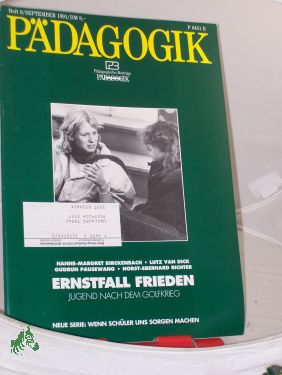 Heft 9/SEPTEMBER 1991/DM 9,–
P 6451 E
PÄDAGOGIK
Pädagogische Beiträge
PÄDAGOGIK
HANNE-MARGRET BIRCKENBACH • LUTZ VAN DICK
GUDRUN PAUSEWANG • HORST-EBERHARD RICHTER
ERNSTFALL FRIEDEN
JUGEND NACH DEM GOLFKRIEG
NEUE SERIE: WENN SCHÜLER UNS SORGEN MACHEN